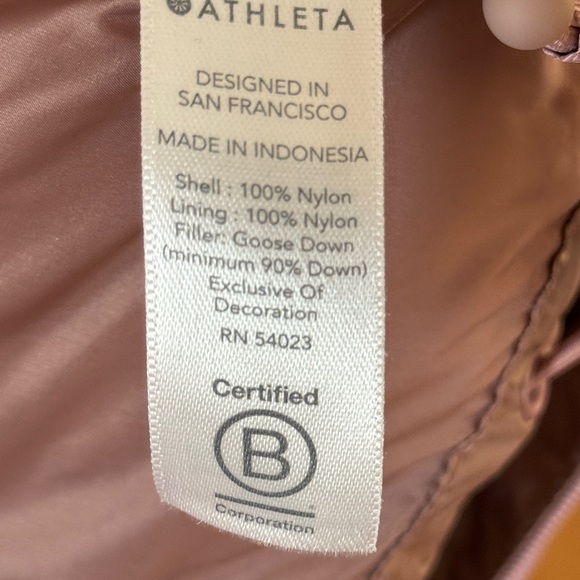 ATHLETA
DESIGNED IN
SAN FRANCISCO
MADE IN INDONESIA
Shell : 100% Nylon
Lining : 100% Nylon
Filler: Goose Down
(minimum 90% Down)
Exclusive Of
Decoration
RN 54023
Certified
B
Corporation